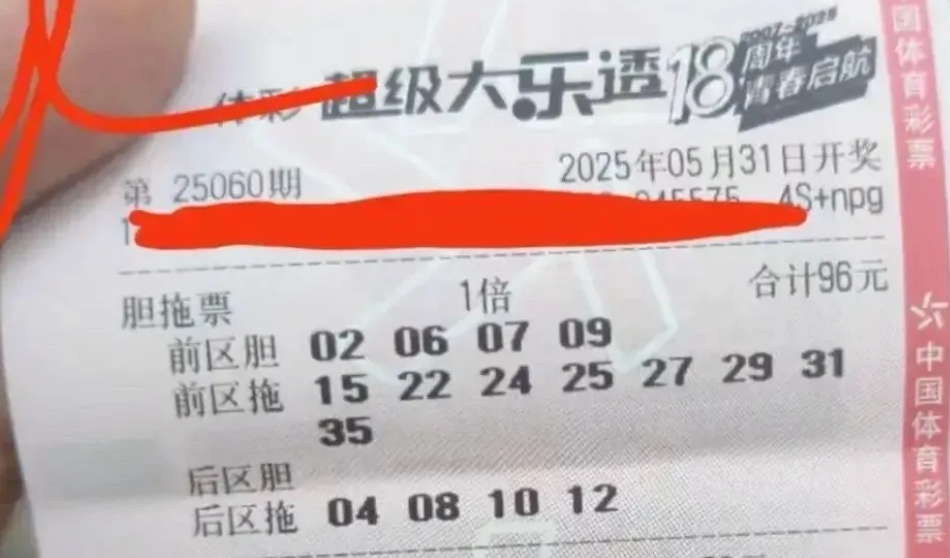 体彩 超级大乐透 18 周年 2007-2025 青春启航
第 25060期 2025年05月31日开奖
4S+npg
胆拖票 1倍 合计96元
前区胆 02 06 07 09
前区拖 15 22 24 25 27 29 31
35
后区胆
后区拖 04 08 10 12
团体育彩票
中国体育彩票